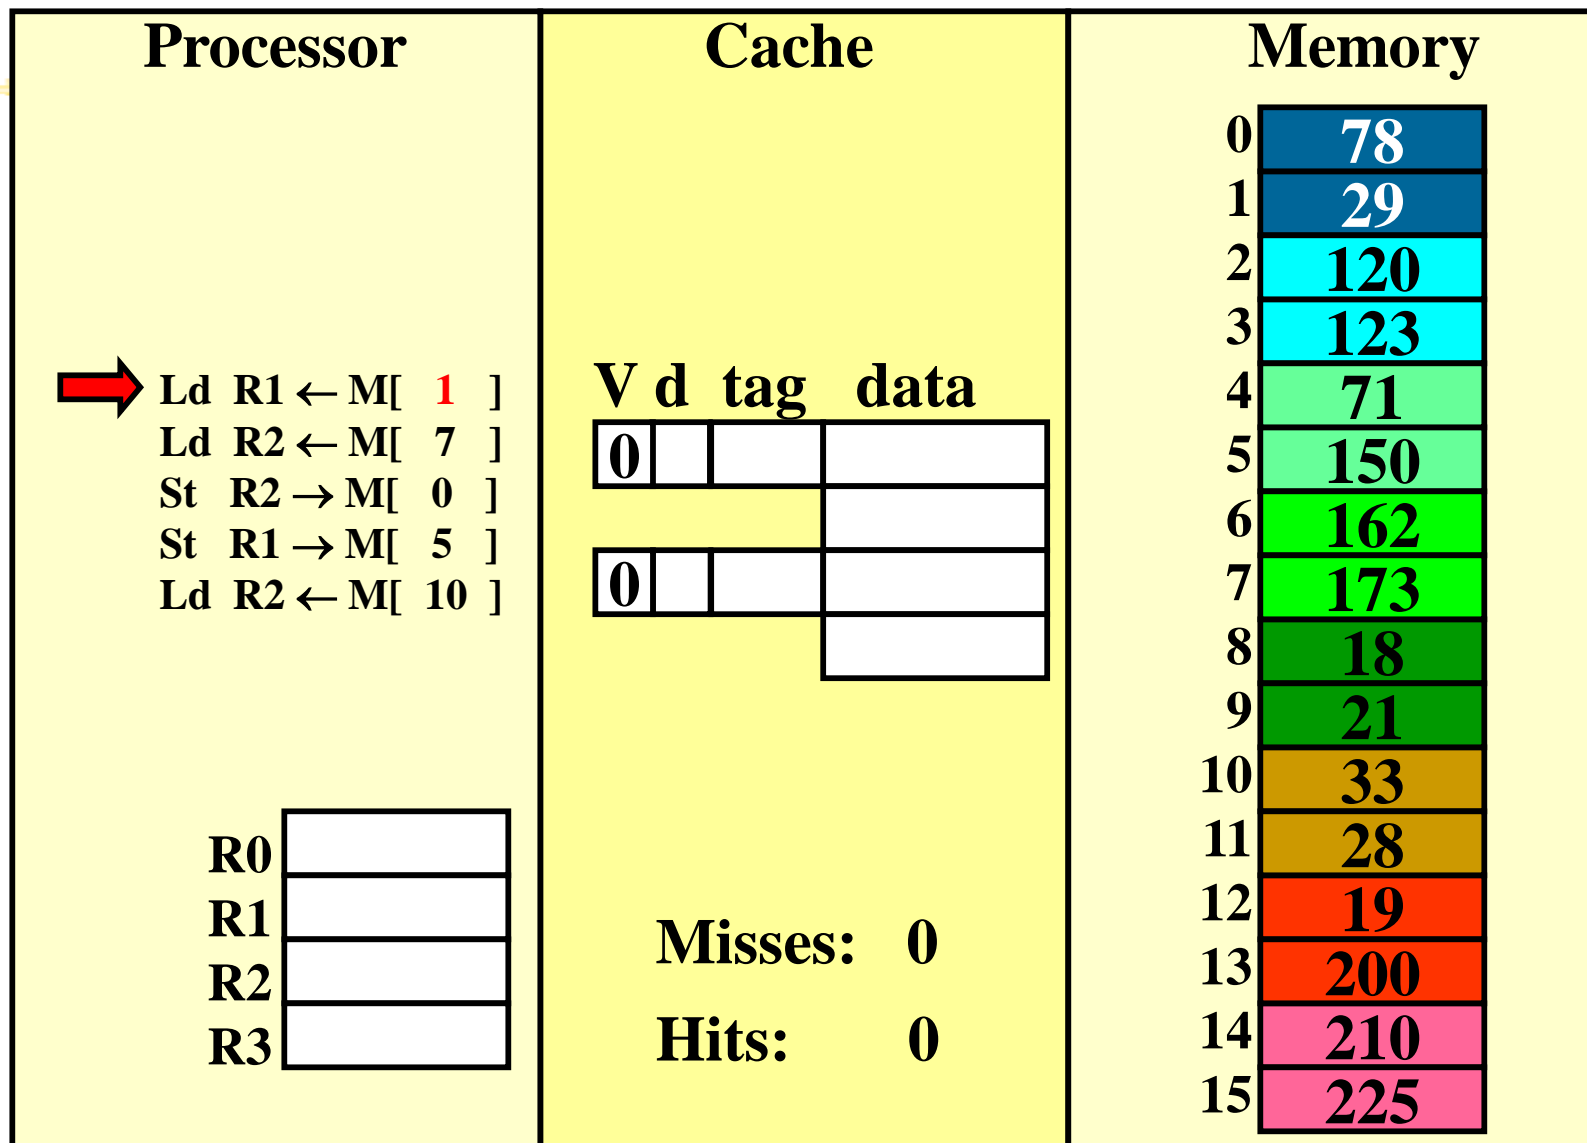 Processor
Ld R1 ← M[ 1 ]
Ld R2 ← M[ 7 ]
St R2 → M[ 0 ]
St R1 → M[ 5 ]
Ld R2 ← M[ 10 ]
R0
R1
R2
R3
Cache
V d tag data
0
0
Misses: 0
Hits: 0
Memory
0 78
1 29
2 120
3 123
4 71
5 150
6 162
7 173
8 18
9 21
10 33
11 28
12 19
13 200
14 210
15 225